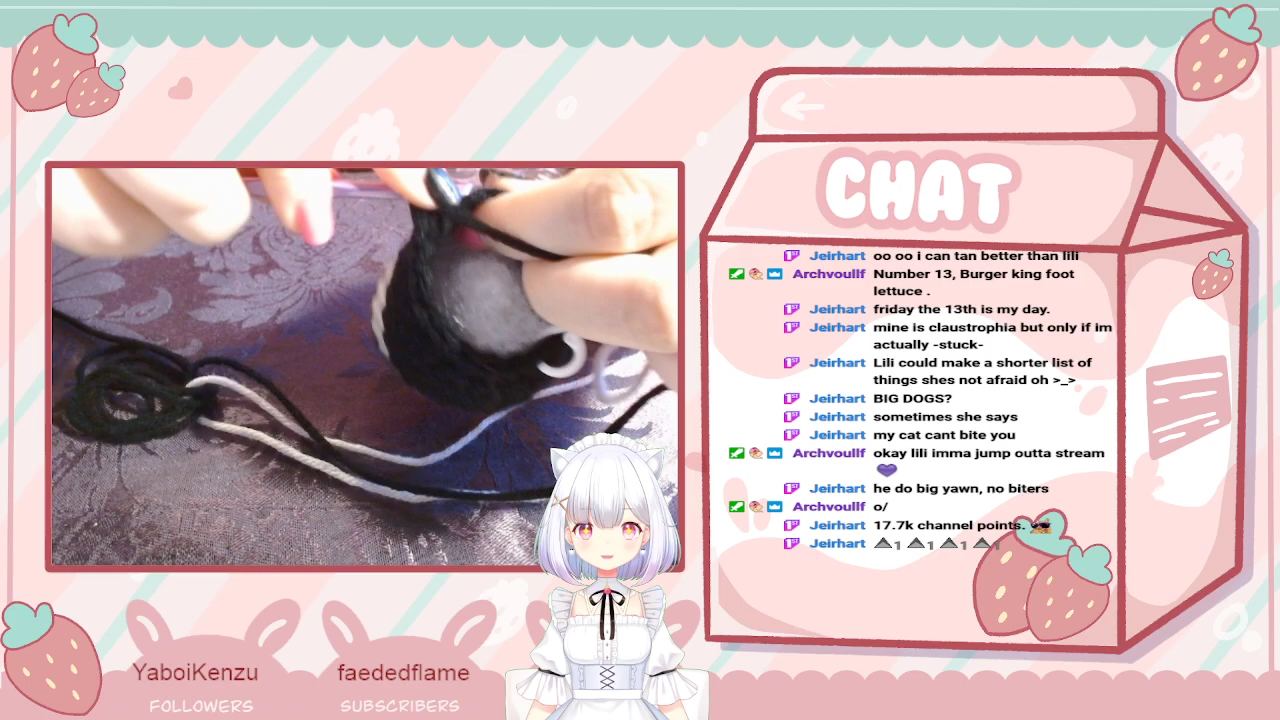 CHAT
Jeirhart oo oo i can tan better than lili
Archvoullf Number 13, Burger king foot
lettuce .
Jeirhart friday the 13th is my day.
Jeirhart mine is claustrophia but only if im
actually -stuck-
Jeirhart Lili could make a shorter list of
things shes not afraid oh >_>
Jeirhart BIG DOGS?
Jeirhart sometimes she says
Jeirhart my cat cant bite you
Archvoullf okay lili imma jump outta stream
Jeirhart he do big yawn, no biters
Archvoullf o/
Jeirhart 17.7k channel points.
Jeirhart 1 1 1 1
YaboiKenzu
FOLLOWERS
faededflame
SUBSCRIBERS